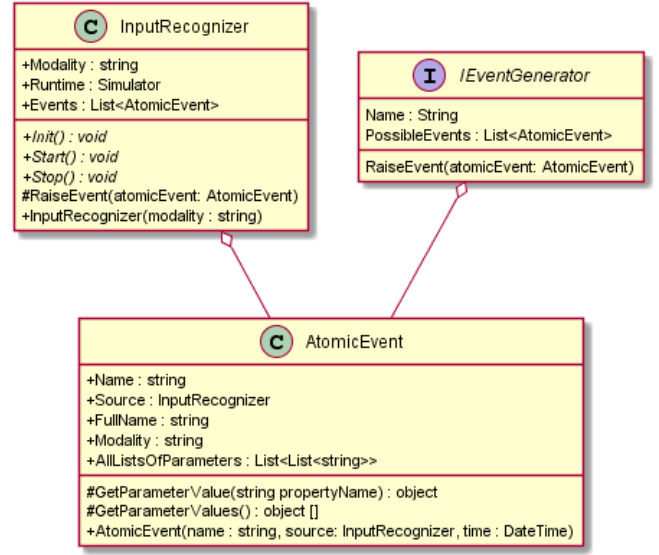 C InputRecognizer
+Modality : string
+Runtime : Simulator
+Events : List<AtomicEvent>
+Init() : void
+Start() : void
+Stop() : void
#RaiseEvent(atomicEvent: AtomicEvent)
+InputRecognizer(modality : string)
I IEventGenerator
Name : String
PossibleEvents : List<AtomicEvent>
RaiseEvent(atomicEvent: AtomicEvent)
C AtomicEvent
+Name : string
+Source : InputRecognizer
+FullName : string
+Modality : string
+AllListsOfParameters : List<List<string>>
#GetParameterValue(string propertyName) : object
#GetParameterValues() : object []
+AtomicEvent(name : string, source: InputRecognizer, time : DateTime)